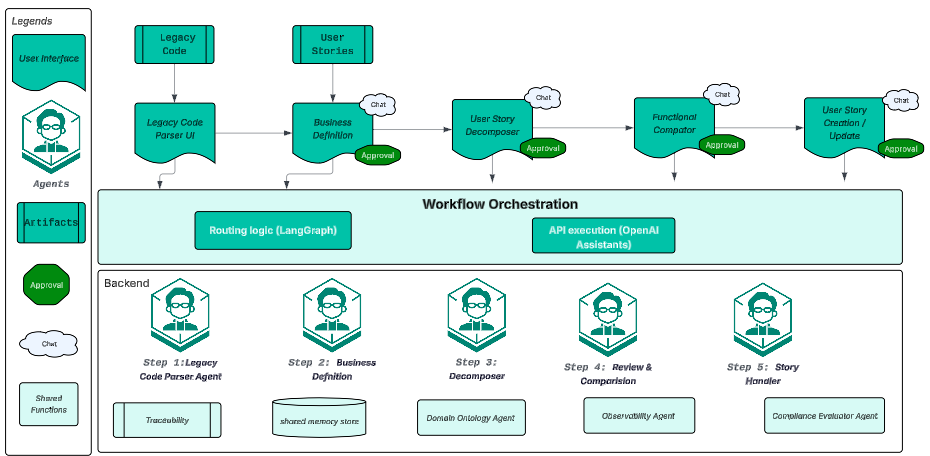 Legends
User Interface
Agents
Artifacts
Approval
Chat
Shared
Functions
Legacy
Code
User
Stories
Legacy Code
Parser UI
Business
Definition
Chat
Approval
User Story
Decomposer
Chat
Approval
Functional
Compator
Chat
Approval
User Story
Creation /
Update
Chat
Approval
Workflow Orchestration
Routing logic (LangGraph)
API execution (OpenAI
Assistants)
Backend
Step 1:Legacy
Code Parser Agent
Step 2: Business
Defnition
Step 3:
Decomposer
Step 4: Review &
Comparision
Step 5: Story
Handler
Traceubility
shared memory store
Domain Ontology Agent
Observability Agent
Compliance Evaluator Agent